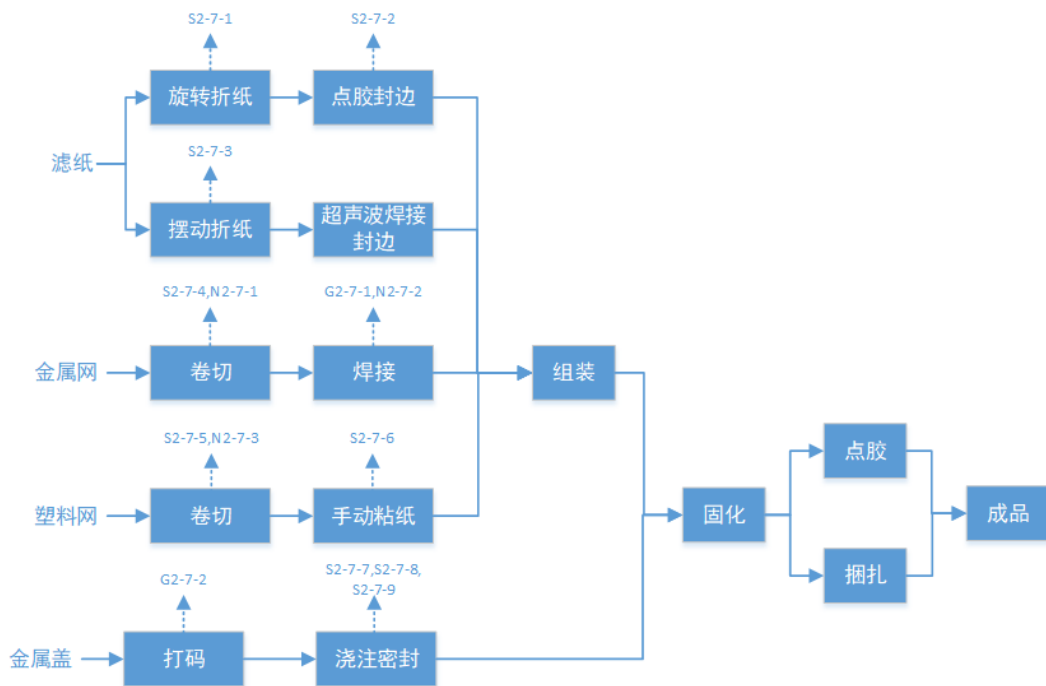 S2-7-1
S2-7-2
旋转折纸
点胶封边
滤纸
S2-7-3
摆动折纸
超声波焊接
封边
S2-7-4,N2-7-1
G2-7-1,N2-7-2
金属网
卷切
焊接
组装
S2-7-5,N2-7-3
S2-7-6
点胶
塑料网
卷切
手动粘纸
固化
成品
捆扎
G2-7-2
S2-7-7,S2-7-8,
S2-7-9
金属盖
打码
浇注密封